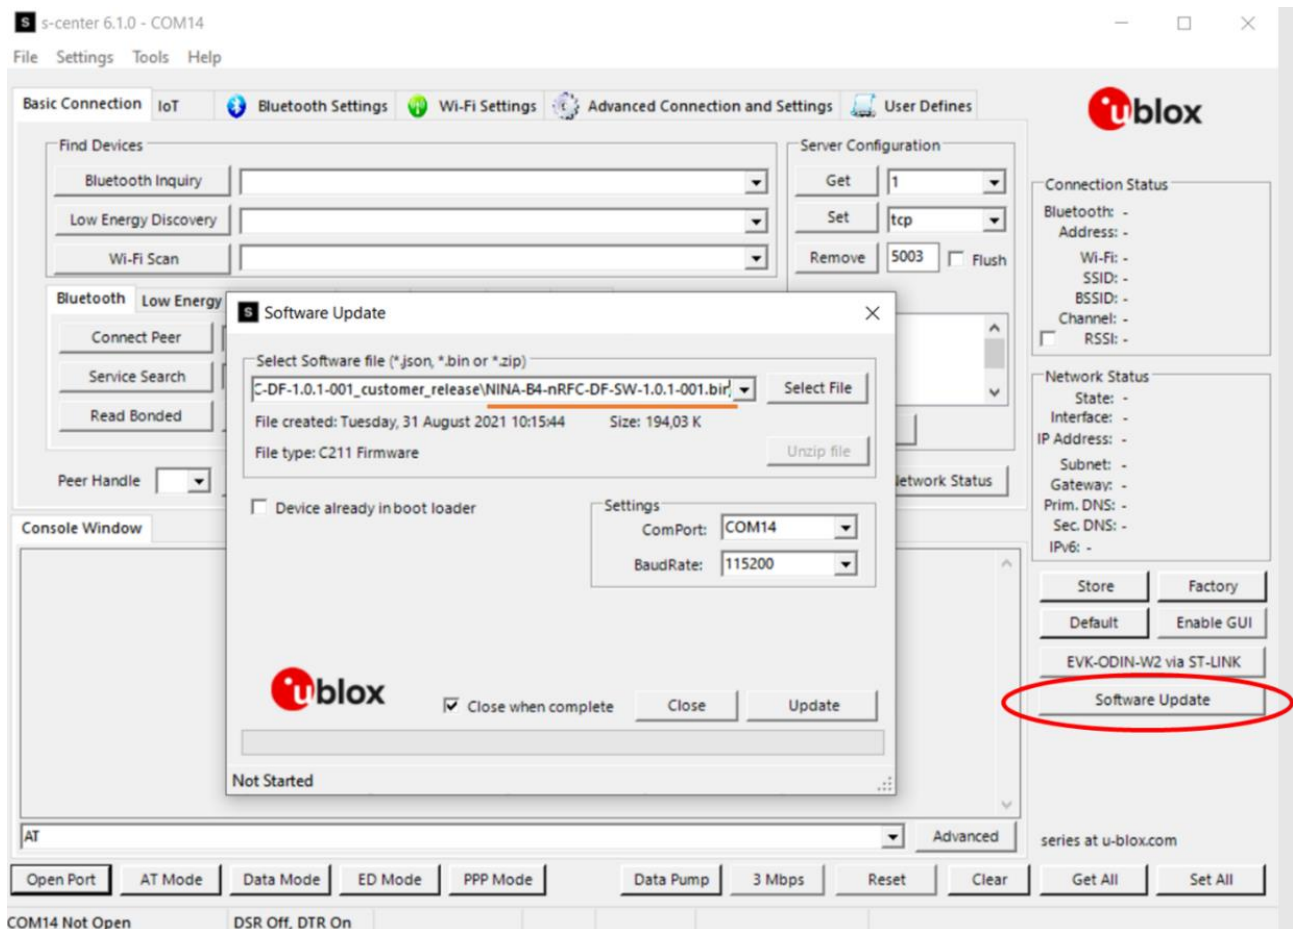 s-center 6.1.0 - COM14
File Settings Tools Help
Basic Connection IoT Bluetooth Settings Wi-Fi Settings Advanced Connection and Settings User Defines
ublox
Find Devices
Bluetooth Inquiry
Low Energy Discovery
Wi-Fi Scan
Server Configuration
Get 1
Set tcp
Remove 5003 Flush
Connection Status
Bluetooth: -
Address: -
Wi-Fi: -
SSID: -
BSSID: -
Channel: -
RSSI: -
Bluetooth Low Energy
Connect Peer
Service Search
Read Bonded
Peer Handle
Network Status
Software Update
Select Software file (*.json, *.bin or *.zip)
C-DF-1.0.1-001_customer_release\NINA-B4-nRFC-DF-SW-1.0.1-001.bin Select File
File created: Tuesday, 31 August 2021 10:15:44 Size: 194,03 K
File type: C211 Firmware Unzip file
Device already in boot loader
Settings
ComPort: COM14
BaudRate: 115200
ublox
Close when complete Close Update
Not Started
Network Status
State: -
Interface: -
IP Address: -
Subnet: -
Gateway: -
Prim. DNS: -
Sec. DNS: -
IPv6: -
Console Window
Store Factory
Default Enable GUI
EVK-ODIN-W2 via ST-LINK
Software Update
AT Advanced
series at u-blox.com
Open Port AT Mode Data Mode ED Mode PPP Mode Data Pump 3 Mbps Reset Clear Get All Set All
COM14 Not Open DSR Off, DTR On